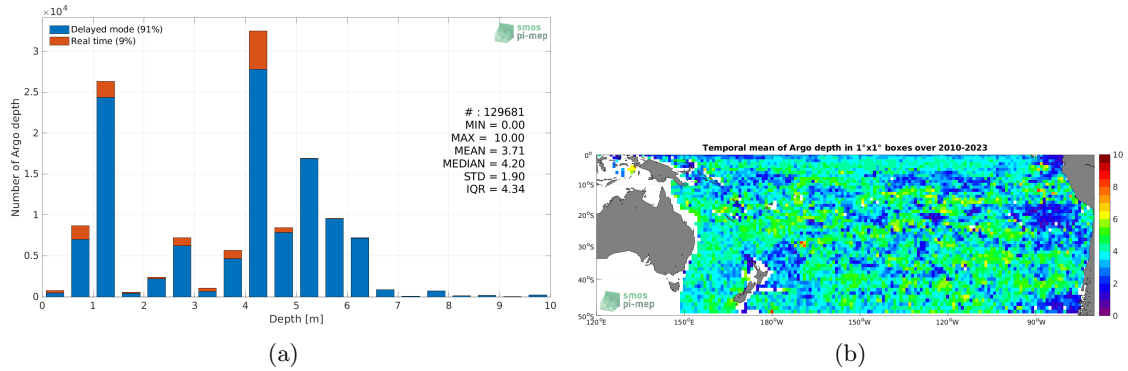 ×10⁴
Delayed mode (91%)
Real time (9%)
smos
pi-mep
# : 129681
MIN = 0.00
MAX = 10.00
MEAN = 3.71
MEDIAN = 4.20
STD = 1.90
IQR = 4.34
Number of Argo depth
3
2.5
2
1.5
1
0.5
0
0 1 2 3 4 5 6 7 8 9 10
Depth [m]
(a)
Temporal mean of Argo depth in 1°x1° boxes over 2010-2023
0°
10°S
20°S
30°S
40°S
50°S
120°E 150°E 180°W 150°W 120°W 90°W
smos
pi-mep
10
8
6
4
2
0
(b)